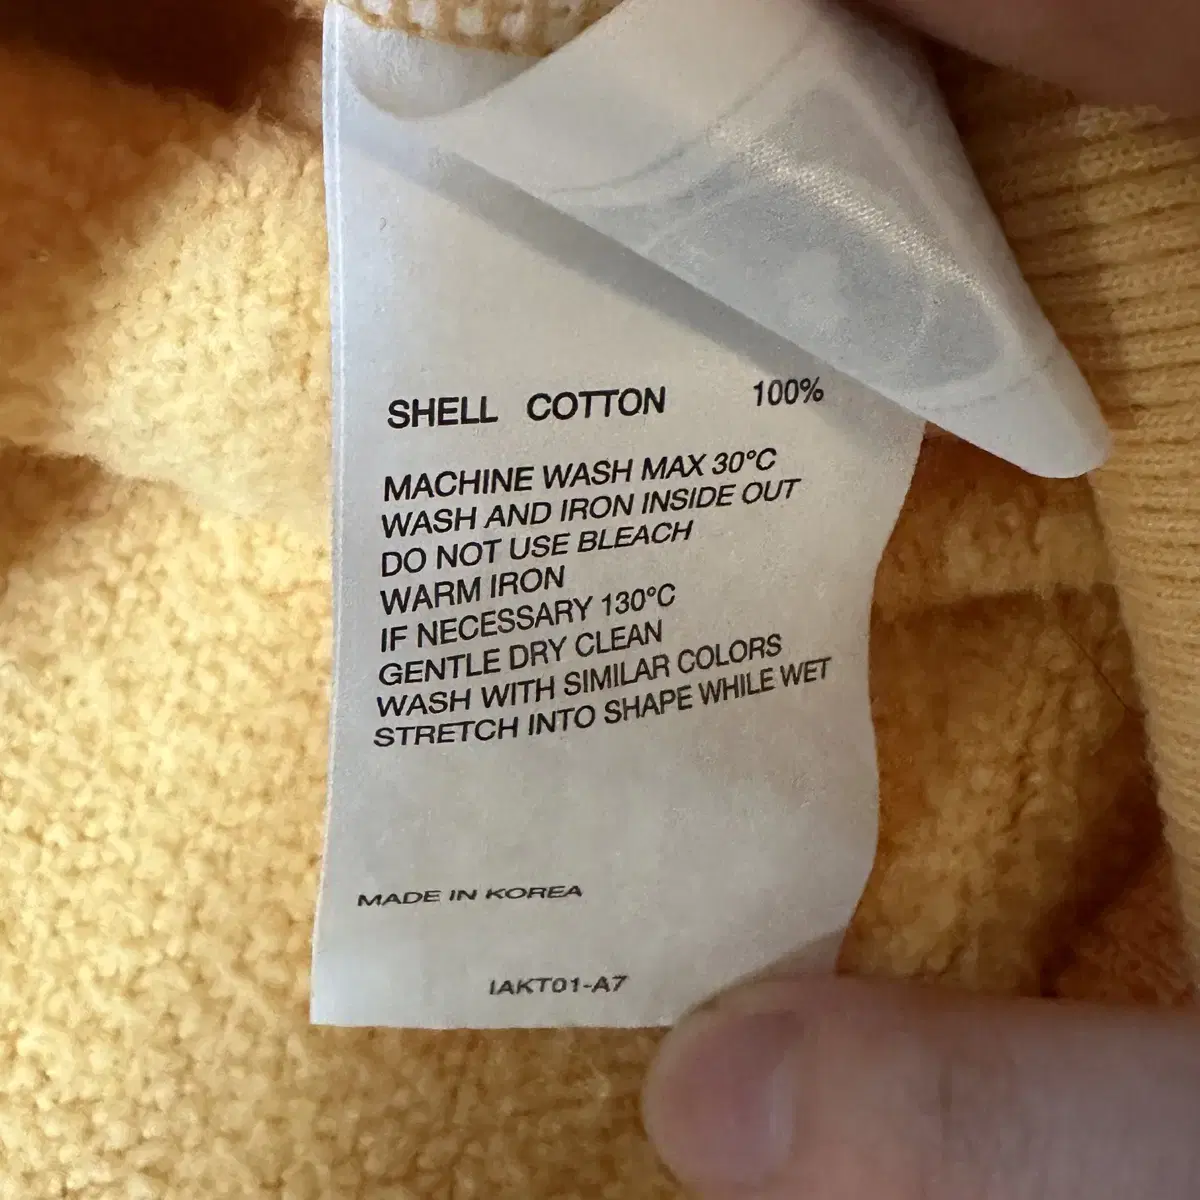 SHELL COTTON 100%
MACHINE WASH MAX 30°C
WASH AND IRON INSIDE OUT
DO NOT USE BLEACH
WARM IRON
IF NECESSARY 130°C
GENTLE DRY CLEAN
WASH WITH SIMILAR COLORS
STRETCH INTO SHAPE WHILE WET
MADE IN KOREA
IAKT01-A7